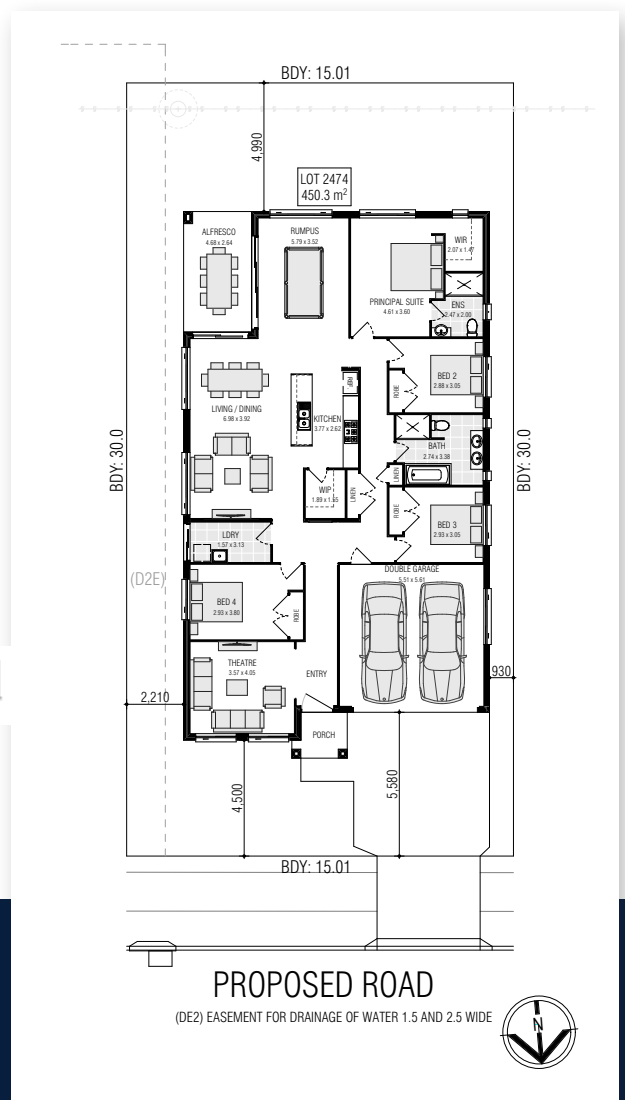 BDY: 15.01
4,990
LOT 2474
450.3 m²
ALFRESCO
4.68 x 2.64
RUMPUS
5.79 x 3.52
WIR
2.07 x 1.47
PRINCIPAL SUITE
4.61 x 3.60
ENS
2.47 x 2.00
BED 2
2.88 x 3.05
ROBE
REF
LIVING / DINING
6.98 x 3.92
KITCHEN
3.77 x 2.62
BATH
2.74 x 3.38
BDY: 30.0
BDY: 30.0
WIP
1.89 x 1.55
LINEN
LINEN
ROBE
BED 3
2.93 x 3.05
LDRY
1.57 x 3.13
DOUBLE GARAGE
5.51 x 5.61
(D2E)
BED 4
2.93 x 3.80
ROBE
THEATRE
3.57 x 4.05
ENTRY
930
2,210
PORCH
4,500
5,580
BDY: 15.01
PROPOSED ROAD
(DE2) EASEMENT FOR DRAINAGE OF WATER 1.5 AND 2.5 WIDE
N